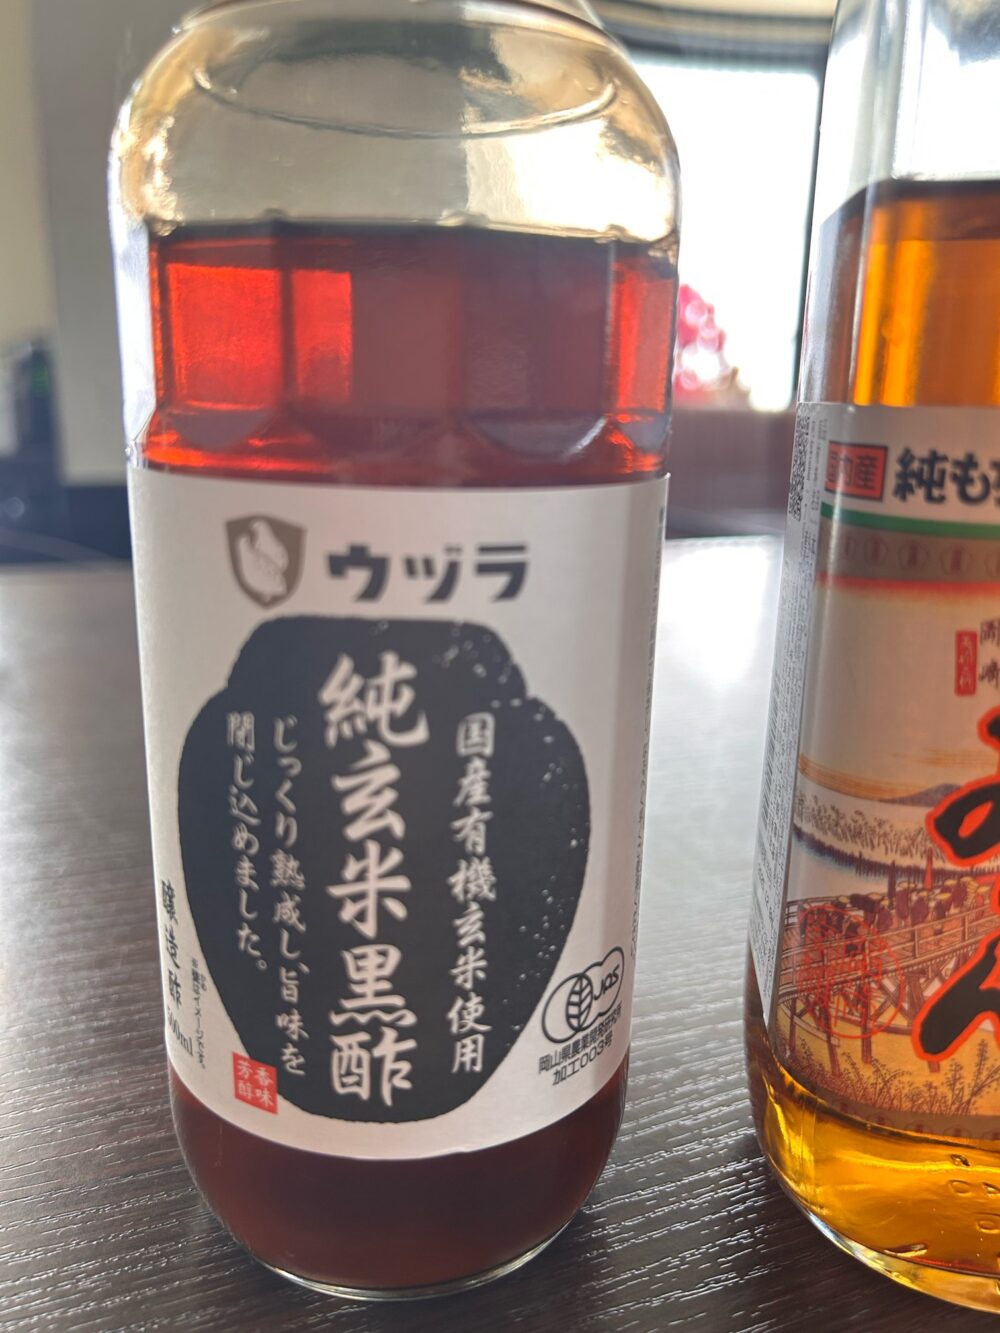 ウヅラ
国産有機玄米使用
純玄米黒酢
じっくり熟成し、旨味を
閉じ込めました。
醸造酢
500ml
香味
芳醇
JAS
岡山県農業開発研究所
加工003号
国内産
純も